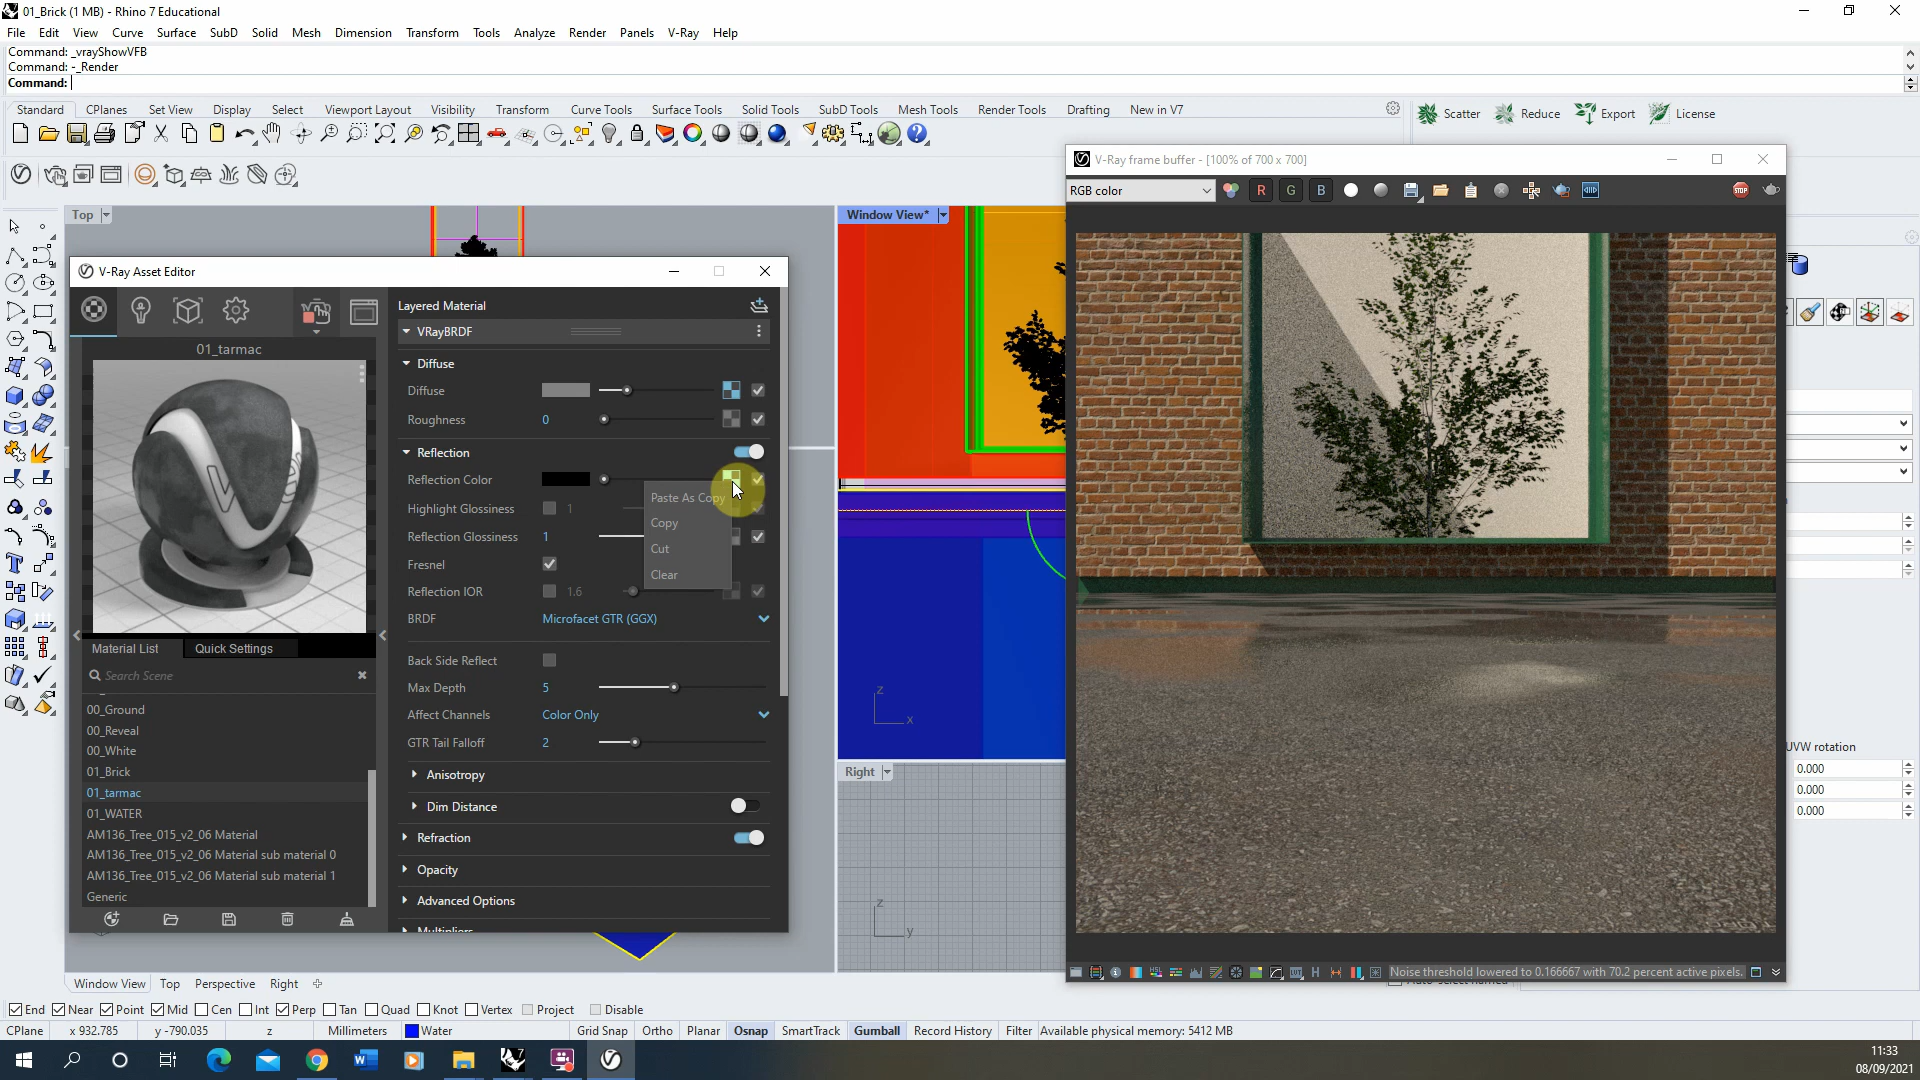 01_Brick (1 MB) - Rhino 7 Educational
File Edit View Curve Surface SubD Solid Mesh Dimension Transform Tools Analyze Render Panels V-Ray Help
Command: _vrayShowVFB
Command: -_Render
Command:
Standard CPlanes Set View Display Select Viewport Layout Visibility Transform Curve Tools Surface Tools Solid Tools SubD Tools Mesh Tools Render Tools Drafting New in V7
Scatter Reduce Export License
V-Ray frame buffer - [100% of 700 x 700]
RGB color R G B STOP
Top
Window View*
V-Ray Asset Editor
Layered Material
VRayBRDF
01_tarmac
Diffuse
Diffuse
Roughness 0
Reflection
Reflection Color
Paste As Copy
Highlight Glossiness 1
Copy
Reflection Glossiness 1
Cut
Fresnel
Clear
Reflection IOR 1.6
BRDF Microfacet GTR (GGX)
Back Side Reflect
Max Depth 5
Affect Channels Color Only
GTR Tail Falloff 2
Anisotropy
Dim Distance
Refraction
Opacity
Advanced Options
Multipliers
Material List Quick Settings
Search Scene
00_Ground
00_Reveal
00_White
01_Brick
01_tarmac
01_WATER
AM136_Tree_015_v2_06 Material
AM136_Tree_015_v2_06 Material sub material 0
AM136_Tree_015_v2_06 Material sub material 1
Generic
z
x
Right
z
y
UVW rotation
0.000
0.000
0.000
Noise threshold lowered to 0.166667 with 70.2 percent active pixels.
Window View Top Perspective Right
End Near Point Mid Cen Int Perp Tan Quad Knot Vertex Project Disable
CPlane x 932.785 y -790.035 z Millimeters Water Grid Snap Ortho Planar Osnap SmartTrack Gumball Record History Filter Available physical memory: 5412 MB
11:33
08/09/2021